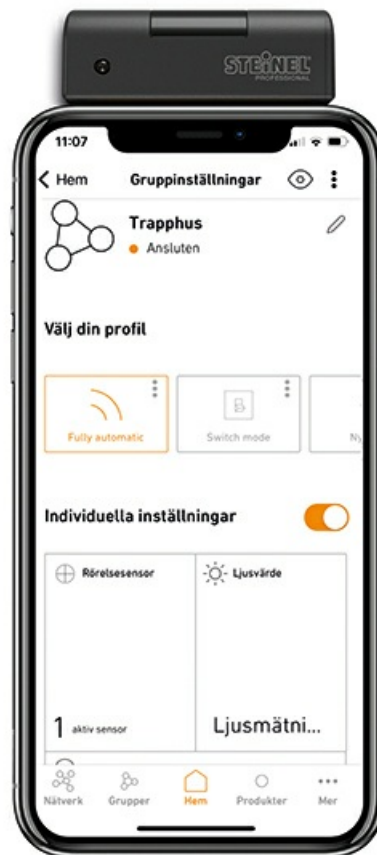 STEINEL
PROFESSIONAL
11:07
Hem
Gruppinställningar
Trapphus
Ansluten
Välj din profil
Fully automatic
Switch mode
Individuella inställningar
Rörelsesensor
Ljusvärde
1 aktiv sensor
Ljusmätni...
Nätverk
Grupper
Hem
Produkter
Mer